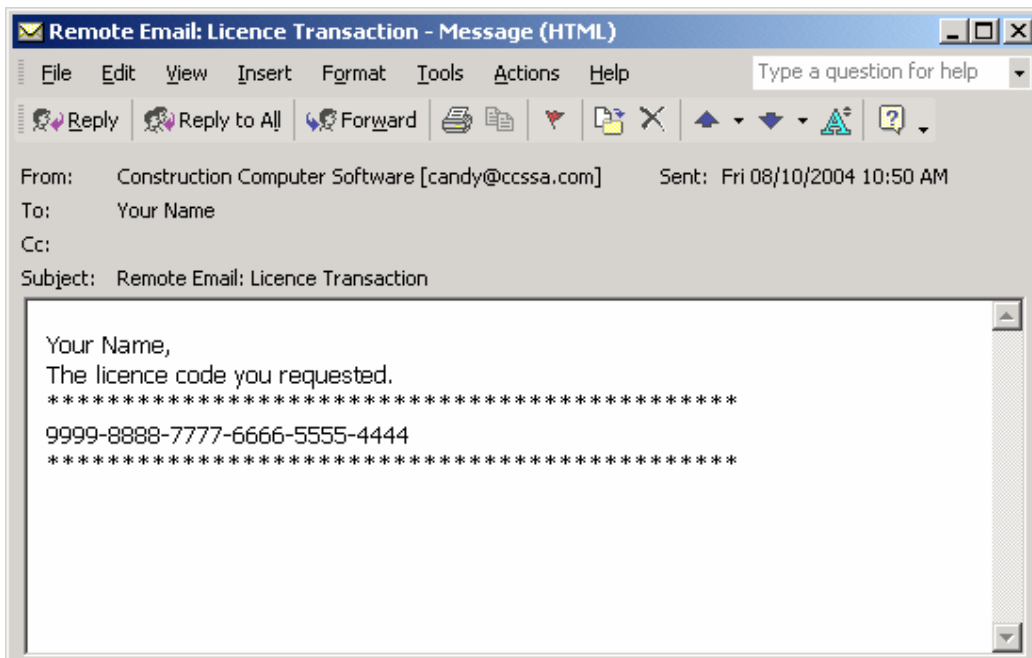 Remote Email: Licence Transaction - Message (HTML)
File Edit View Insert Format Tools Actions Help Type a question for help
Reply Reply to All Forward
From: Construction Computer Software [candy@ccssa.com] Sent: Fri 08/10/2004 10:50 AM
To: Your Name
Cc:
Subject: Remote Email: Licence Transaction
Your Name,
The licence code you requested.
***********************************************
9999-8888-7777-6666-5555-4444
***********************************************